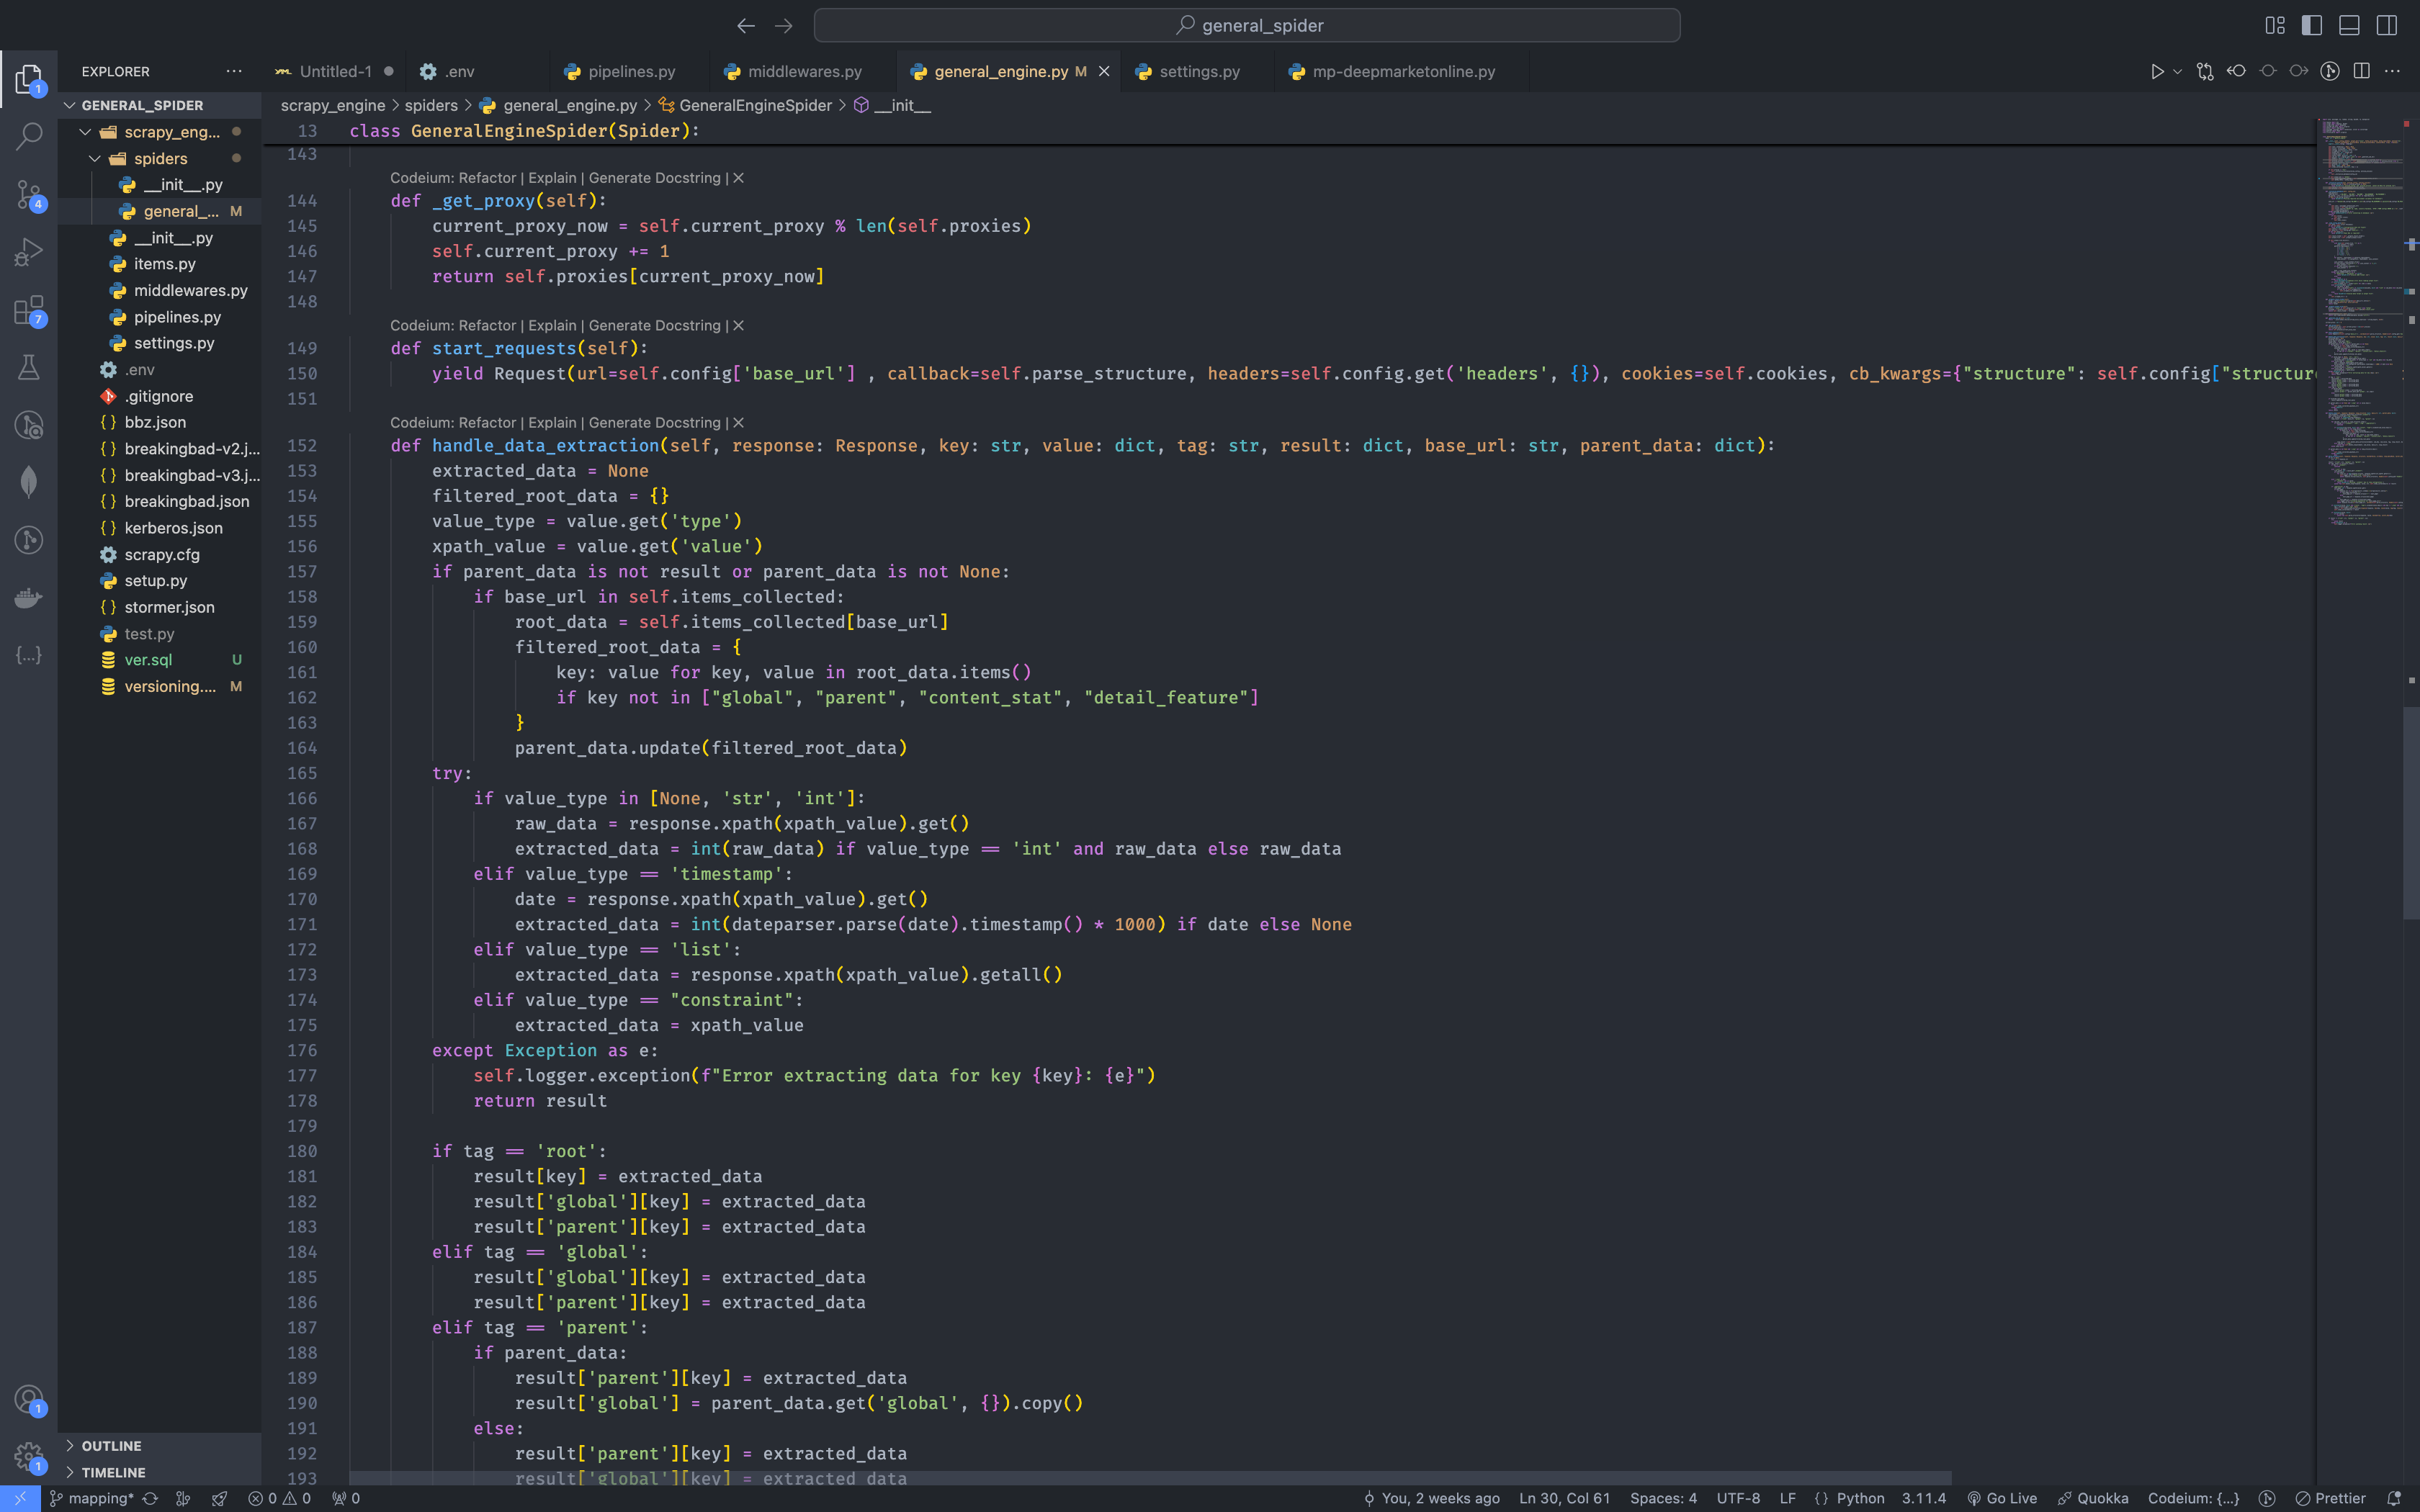 general_spider
EXPLORER
Untitled-1
.env
pipelines.py
middlewares.py
general_engine.py M
settings.py
mp-deepmarketonline.py
GENERAL_SPIDER
scrapy_engine > spiders > general_engine.py > GeneralEngineSpider > __init__
scrapy_eng...
spiders
__init__.py
general_... M
__init__.py
items.py
middlewares.py
pipelines.py
settings.py
.env
.gitignore
bbz.json
breakingbad-v2.j...
breakingbad-v3.j...
breakingbad.json
kerberos.json
scrapy.cfg
setup.py
stormer.json
test.py
ver.sql U
versioning.... M
1
4
7
1
1
OUTLINE
TIMELINE
13 class GeneralEngineSpider(Spider):
143
Codeium: Refactor | Explain | Generate Docstring | X
144 def _get_proxy(self):
145 current_proxy_now = self.current_proxy % len(self.proxies)
146 self.current_proxy += 1
147 return self.proxies[current_proxy_now]
148
Codeium: Refactor | Explain | Generate Docstring | X
149 def start_requests(self):
150 yield Request(url=self.config['base_url'] , callback=self.parse_structure, headers=self.config.get('headers', {}), cookies=self.cookies, cb_kwargs={"structure": self.config["structur
151
Codeium: Refactor | Explain | Generate Docstring | X
152 def handle_data_extraction(self, response: Response, key: str, value: dict, tag: str, result: dict, base_url: str, parent_data: dict):
153 extracted_data = None
154 filtered_root_data = {}
155 value_type = value.get('type')
156 xpath_value = value.get('value')
157 if parent_data is not result or parent_data is not None:
158 if base_url in self.items_collected:
159 root_data = self.items_collected[base_url]
160 filtered_root_data = {
161 key: value for key, value in root_data.items()
162 if key not in ["global", "parent", "content_stat", "detail_feature"]
163 }
164 parent_data.update(filtered_root_data)
165 try:
166 if value_type in [None, 'str', 'int']:
167 raw_data = response.xpath(xpath_value).get()
168 extracted_data = int(raw_data) if value_type == 'int' and raw_data else raw_data
169 elif value_type == 'timestamp':
170 date = response.xpath(xpath_value).get()
171 extracted_data = int(dateparser.parse(date).timestamp() * 1000) if date else None
172 elif value_type == 'list':
173 extracted_data = response.xpath(xpath_value).getall()
174 elif value_type == "constraint":
175 extracted_data = xpath_value
176 except Exception as e:
177 self.logger.exception(f"Error extracting data for key {key}: {e}")
178 return result
179
180 if tag == 'root':
181 result[key] = extracted_data
182 result['global'][key] = extracted_data
183 result['parent'][key] = extracted_data
184 elif tag == 'global':
185 result['global'][key] = extracted_data
186 result['parent'][key] = extracted_data
187 elif tag == 'parent':
188 if parent_data:
189 result['parent'][key] = extracted_data
190 result['global'] = parent_data.get('global', {}).copy()
191 else:
192 result['parent'][key] = extracted_data
193 result['global'][key] = extracted_data
mapping* 0 0 0 You, 2 weeks ago Ln 30, Col 61 Spaces: 4 UTF-8 LF {} Python 3.11.4 Go Live Quokka Codeium: {...} Prettier